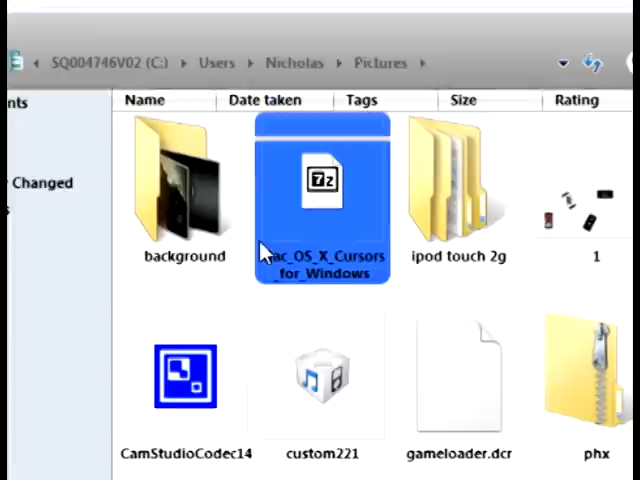 SQ004746V02 (C:) Users Nicholas Pictures
nts
Name Date taken Tags Size Rating
y Changed
s
7z
background
ac_OS_X_Cursors
_for_Windows
ipod touch 2g
1
CamStudioCodec14
custom221
gameloader.dcr
phx